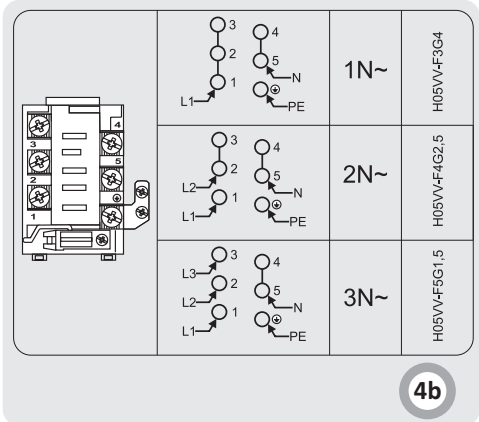 3
2
1
4
5
3 4
2 5
1 N
L1 PE
1N~
H05VV-F3G4
3 4
2 5
L2 N
1
L1 PE
2N~
H05VV-F4G2,5
3 4
L3
2 5
L2 N
1
L1 PE
3N~
H05VV-F5G1,5
4b